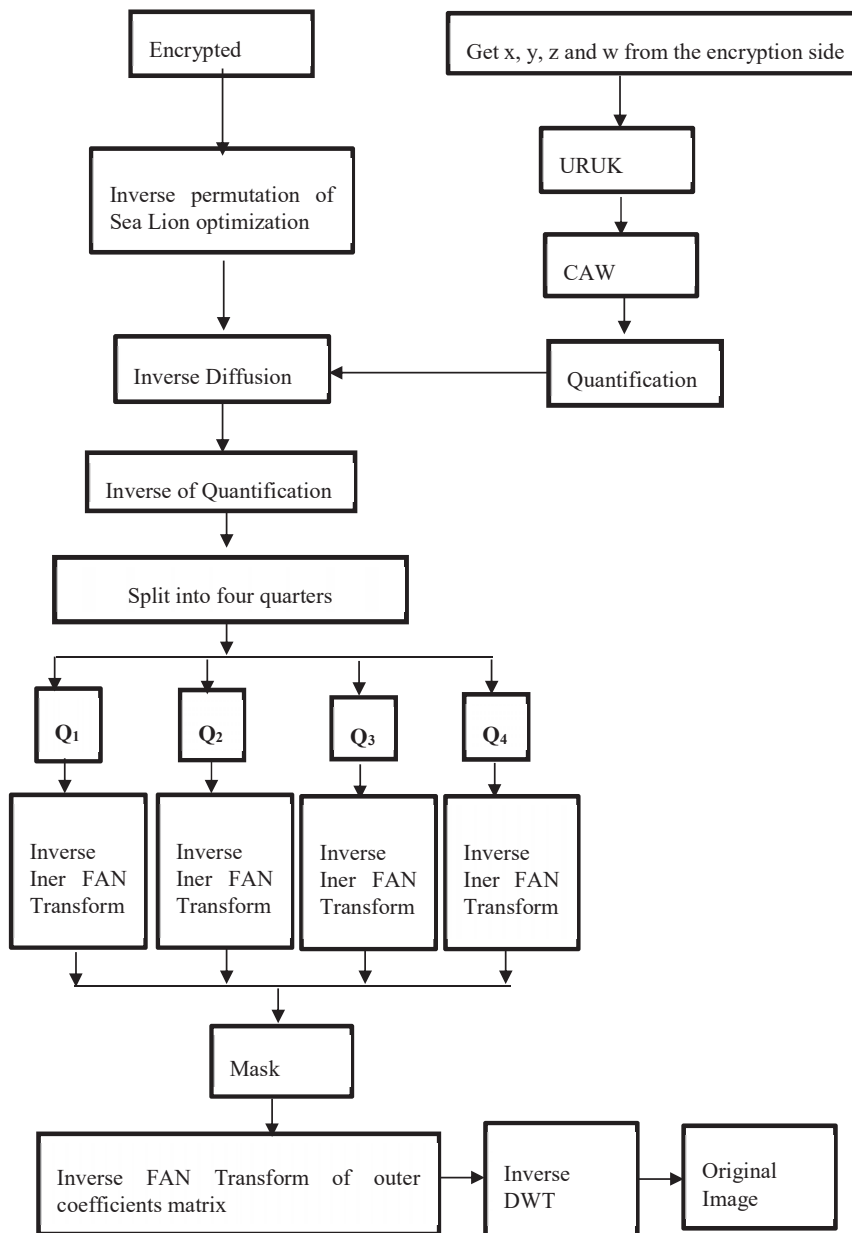 Encrypted
Get x, y, z and w from the encryption side
URUK
Inverse permutation of
Sea Lion optimization
CAW
Inverse Diffusion
Quantification
Inverse of Quantification
Split into four quarters
Q1
Q2
Q3
Q4
Inverse
Iner FAN
Transform
Inverse
Iner FAN
Transform
Inverse
Iner FAN
Transform
Inverse
Iner FAN
Transform
Mask
Inverse FAN Transform of outer
coefficients matrix
Inverse
DWT
Original
Image